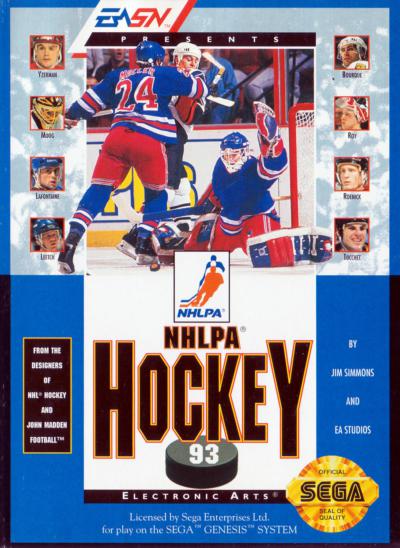 EASN™
PRESENTS
YZERMAN
MOOG
LAFONTAINE
LEETCH
BOURQUE
ROY
ROENICK
TOCCHET
24
NHLPA
NHLPA®
HOCKEY
93
FROM THE
DESIGNERS
OF
NHL® HOCKEY
AND
JOHN MADDEN
FOOTBALL™
BY
JIM SIMMONS
AND
EA STUDIOS
ELECTRONIC ARTS®
Licensed by Sega Enterprises Ltd.
for play on the SEGA™ GENESIS™ SYSTEM
OFFICIAL
SEGA
SEAL OF
QUALITY